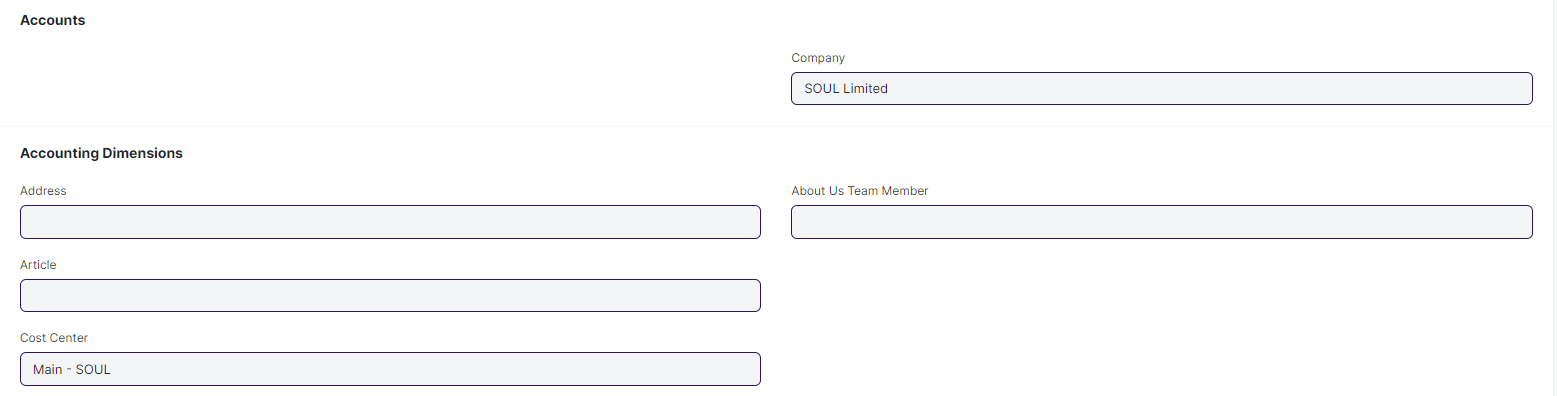 Accounts
Company
SOUL Limited
Accounting Dimensions
Address
About Us Team Member
Article
Cost Center
Main - SOUL